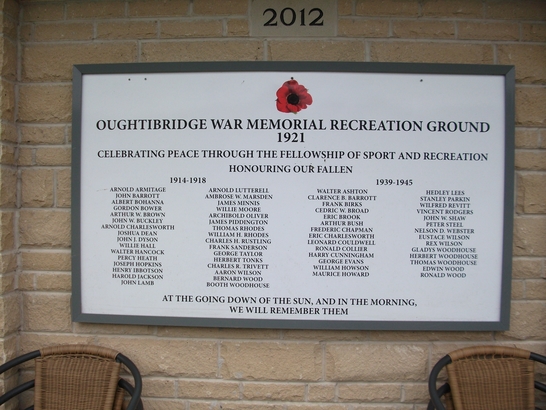 2012
OUGHTIBRIDGE WAR MEMORIAL RECREATION GROUND
1921
CELEBRATING PEACE THROUGH THE FELLOWSHIP OF SPORT AND RECREATION
HONOURING OUR FALLEN
1914-1918
ARNOLD ARMITAGE
JOHN BARROTT
ALBERT BOHANNA
GORDON BOWER
ARTHUR W. BROWN
JOHN W. BUCKLEY
ARNOLD CHARLESWORTH
JOSHUA DEAN
JOHN J. DYSON
WILLIE HALL
WALTER HANCOCK
PERCY HEATH
JOSEPH HOPKINS
HENRY IBBOTSON
HAROLD JACKSON
JOHN LAMB
ARNOLD LUTTERELL
AMBROSE W. MARSDEN
JAMES MINNIS
WILLIE MOORE
ARCHIBOLD OLIVER
JAMES PIDDINGTON
THOMAS RHODES
WILLIAM H. RHODES
CHARLES H. RUSTLING
FRANK SANDERSON
GEORGE TAYLOR
HERBERT TONKS
CHARLES R. TRIVETT
AARON WILSON
BERNARD WOOD
BOOTH WOODHOUSE
1939-1945
WALTER ASHTON
CLARENCE B. BARROTT
FRANK BIRKS
CEDRIC W. BROAD
ERIC BROOK
ARTHUR BUSH
FREDERIC CHAPMAN
ERIC CHARLESWORTH
LEONARD COULDWELL
RONALD COLLIER
HARRY CUNNINGHAM
GEORGE EVANS
WILLIAM HOWSON
MAURICE HOWARD
HEDLEY LEES
STANLEY PARKSIN
WILFRED REVITT
VINCENT RODGERS
JOHN W. SHAW
PETER STEEL
NELSON D. WEBSTER
EUSTACE WILSON
REX WILSON
GLADYS WOODHOUSE
HERBERT WOODHOUSE
THOMAS WOODHOUSE
EDWIN WOOD
RONALD WOOD
AT THE GOING DOWN OF THE SUN, AND IN THE MORNING,
WE WILL REMEMBER THEM